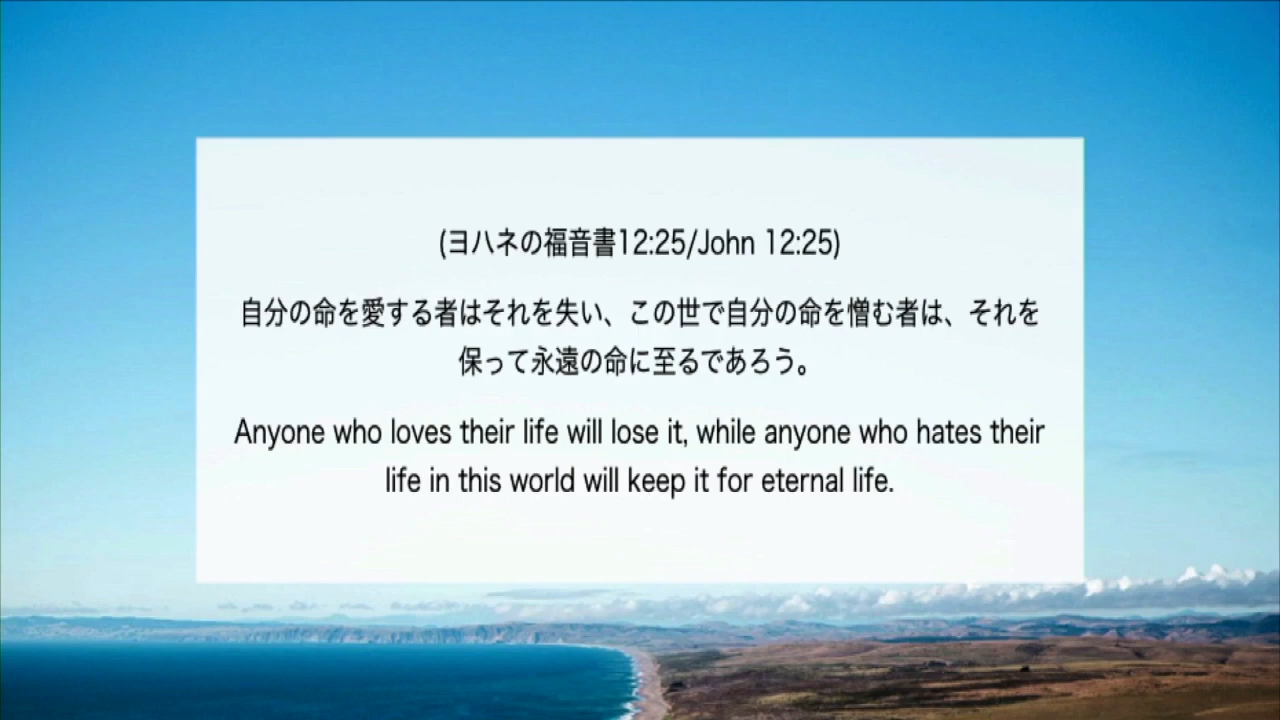 (ヨハネの福音書12:25/John 12:25)
自分の命を愛する者はそれを失い、この世で自分の命を憎む者は、それを
保って永遠の命に至るであろう。
Anyone who loves their life will lose it, while anyone who hates their
life in this world will keep it for eternal life.